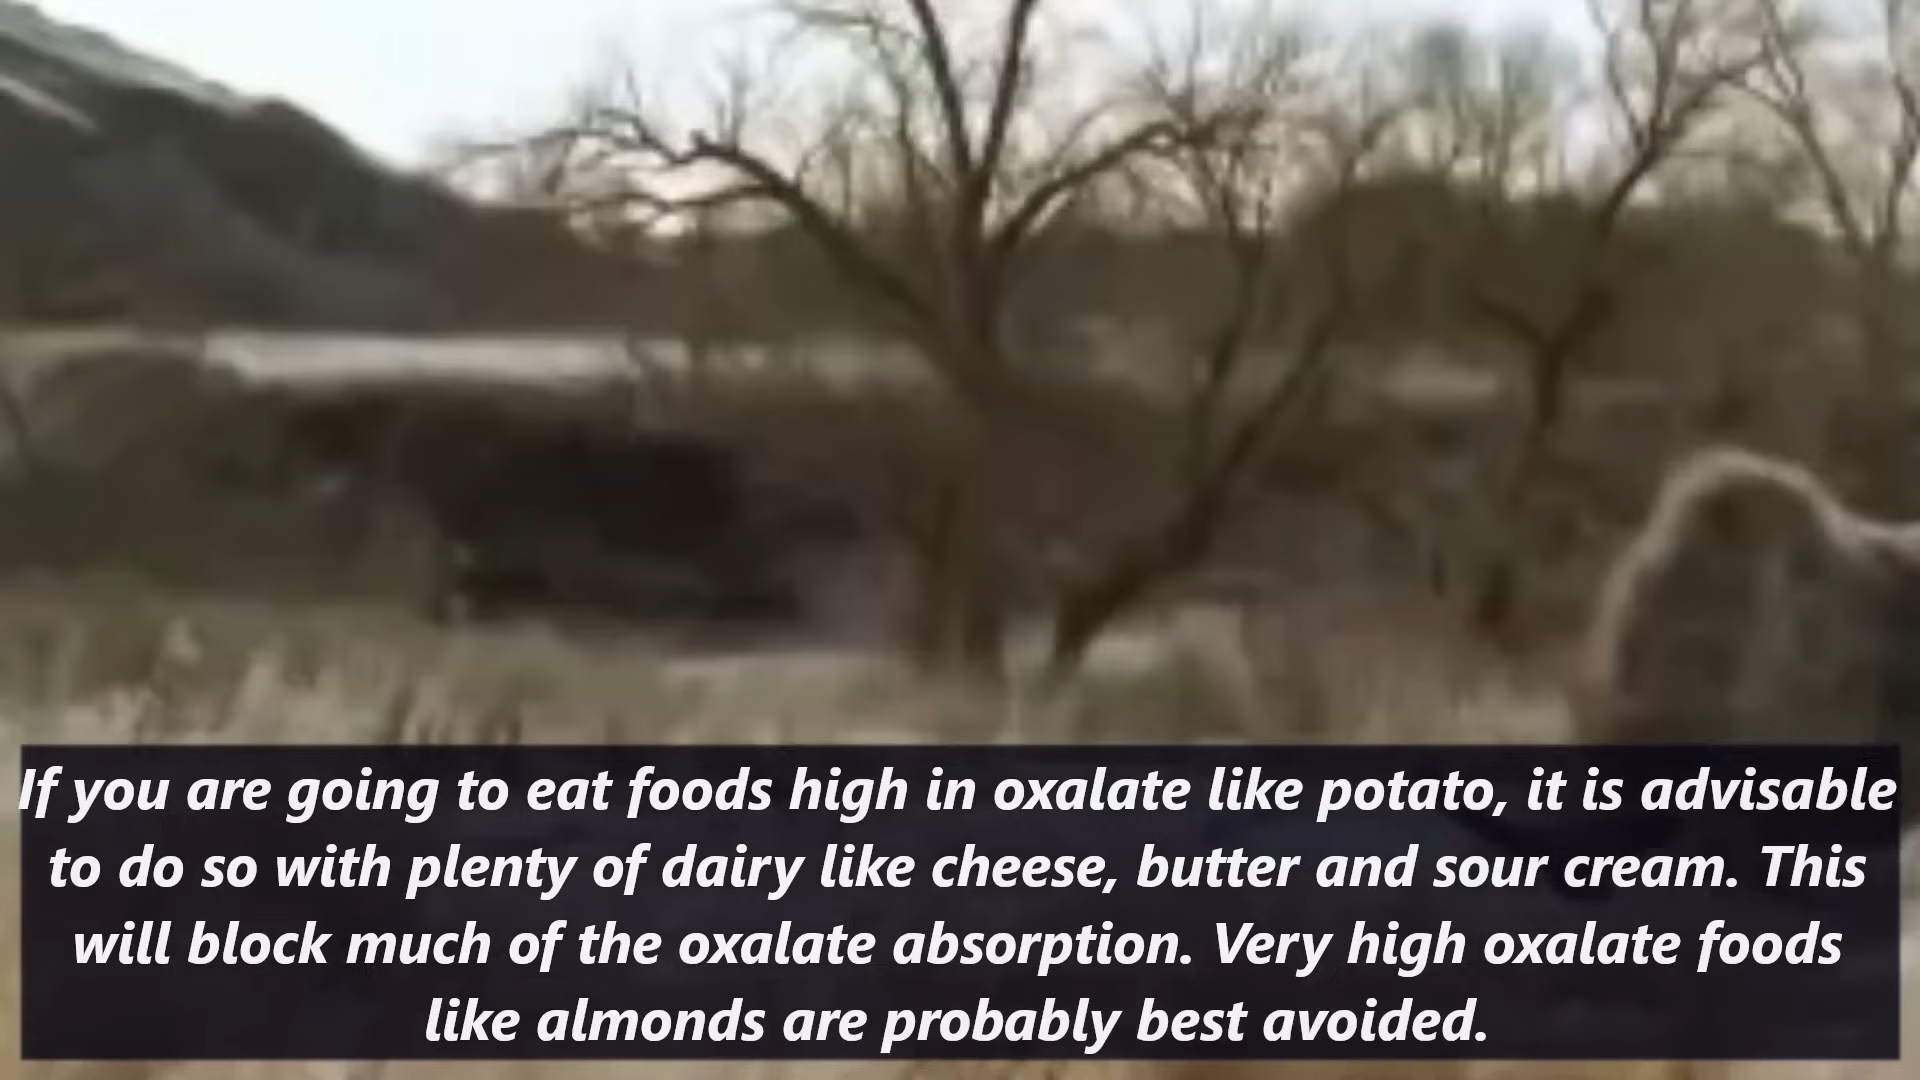 If you are going to eat foods high in oxalate like potato, it is advisable
to do so with plenty of dairy like cheese, butter and sour cream. This
will block much of the oxalate absorption. Very high oxalate foods
like almonds are probably best avoided.